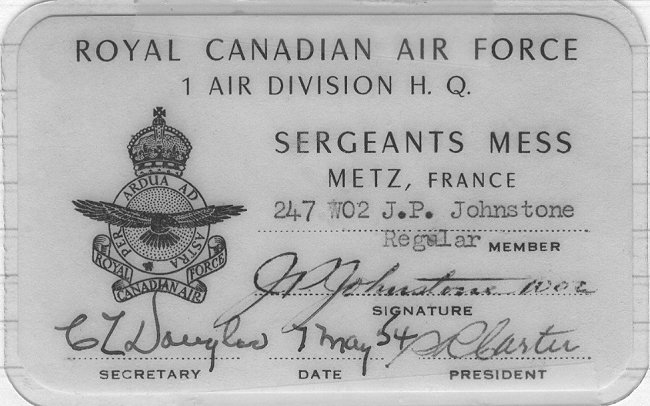 ROYAL CANADIAN AIR FORCE
1 AIR DIVISION H. Q.
SERGEANTS MESS
METZ, FRANCE
PER ARDUA AD ASTRA
ROYAL CANADIAN AIR FORCE
247 WO2 J.P. Johnstone
Regular MEMBER
JP Johnstone WO2
SIGNATURE
C L Douglas 7 May 54 Carter
SECRETARY DATE PRESIDENT